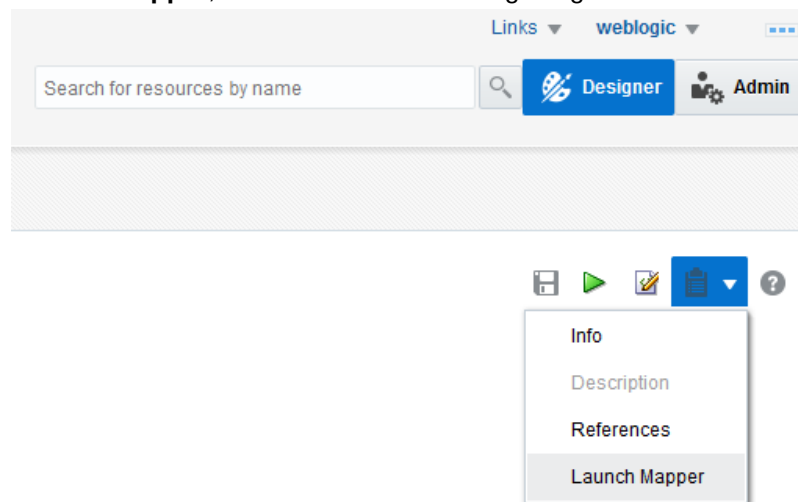 Links weblogic
Search for resources by name
Designer
Admin
Info
Description
References
Launch Mapper